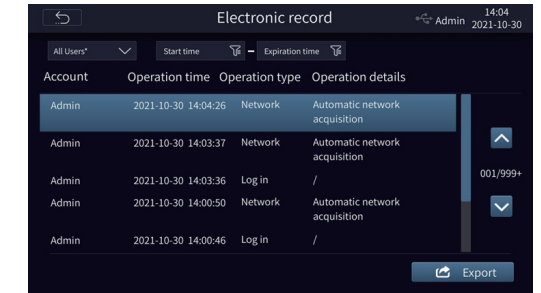 Electronic record
Admin
14:04
2021-10-30
All Users*
Start time
Expiration time
Account Operation time Operation type Operation details
Admin 2021-10-30 14:04:26 Network Automatic network
acquisition
Admin 2021-10-30 14:03:37 Network Automatic network
acquisition
Admin 2021-10-30 14:03:36 Log in /
Admin 2021-10-30 14:00:50 Network Automatic network
acquisition
Admin 2021-10-30 14:00:46 Log in /
001/999+
Export